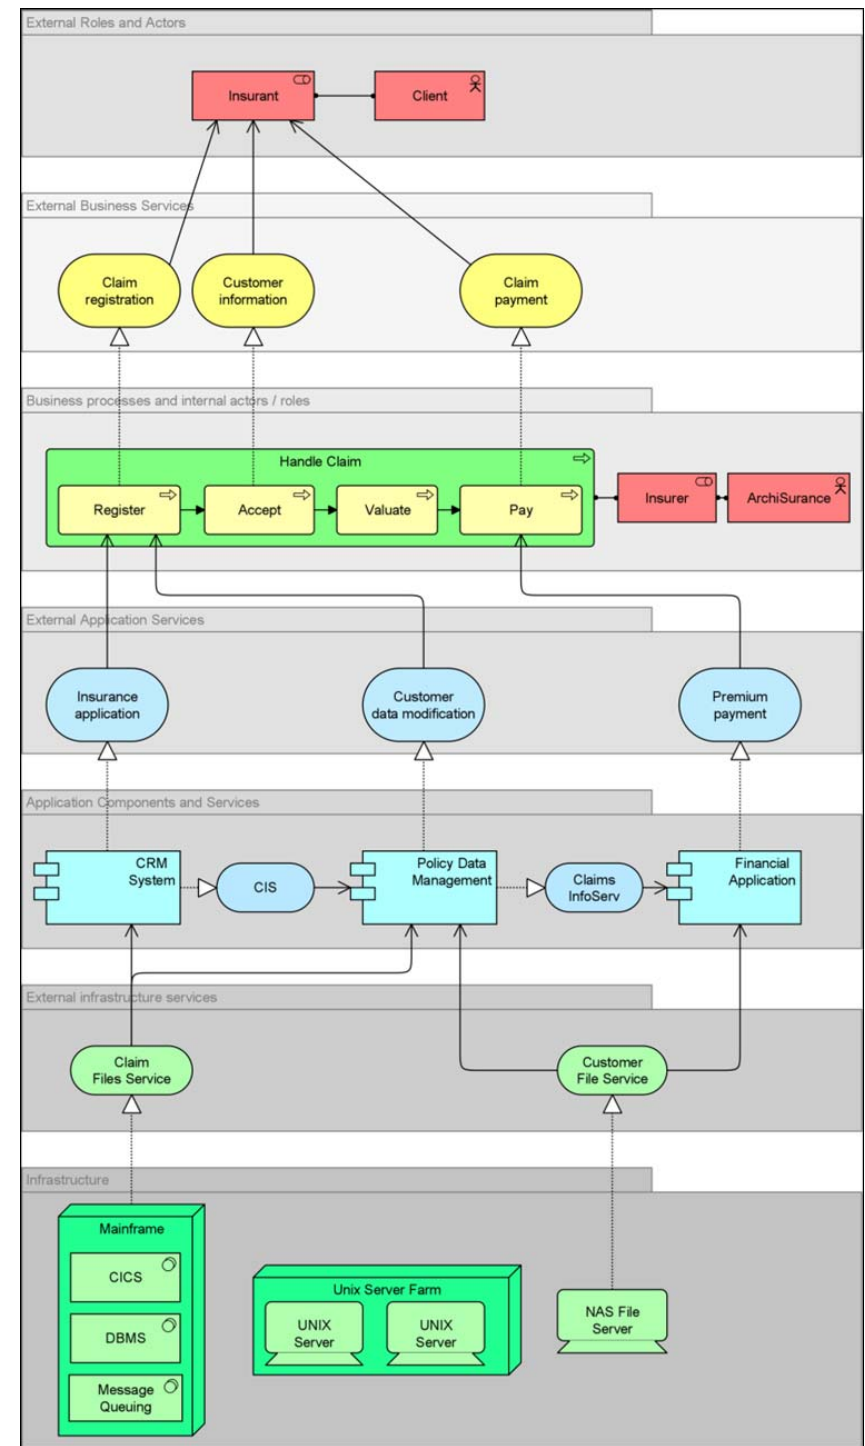 External Roles and Actors
Insurant
Client
External Business Services
Claim
registration
Customer
information
Claim
payment
Business processes and internal actors / roles
Handle Claim
Register
Accept
Valuate
Pay
Insurer
ArchiSurance
External Application Services
Insurance
application
Customer
data modification
Premium
payment
Application Components and Services
CRM
System
CIS
Policy Data
Management
Claims
InfoServ
Financial
Application
External infrastructure services
Claim
Files Service
Customer
File Service
Infrastructure
Mainframe
CICS
DBMS
Message
Queuing
Unix Server Farm
UNIX
Server
UNIX
Server
NAS File
Server